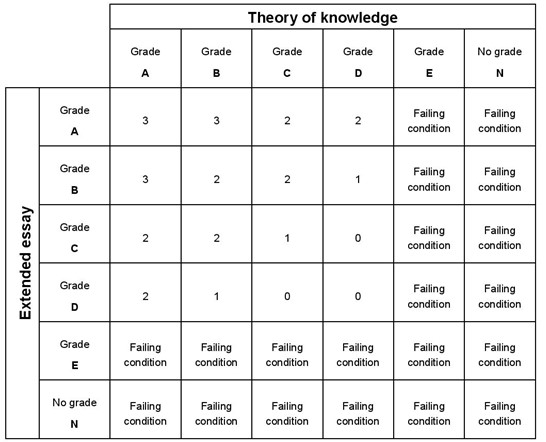 Theory of knowledge
Grade Grade Grade Grade Grade No grade
A B C D E N
Extended essay
Grade
A
3 3 2 2 Failing condition Failing condition
Grade
B
3 2 2 1 Failing condition Failing condition
Grade
C
2 2 1 0 Failing condition Failing condition
Grade
D
2 1 0 0 Failing condition Failing condition
Grade
E
Failing condition Failing condition Failing condition Failing condition Failing condition Failing condition
No grade
N
Failing condition Failing condition Failing condition Failing condition Failing condition Failing condition